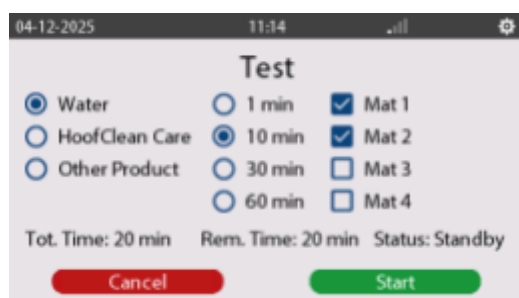 04-12-2025 11:14
Test
Water 1 min Mat 1
HoofClean Care 10 min Mat 2
Other Product 30 min Mat 3
60 min Mat 4
Tot. Time: 20 min Rem. Time: 20 min Status: Standby
Cancel Start